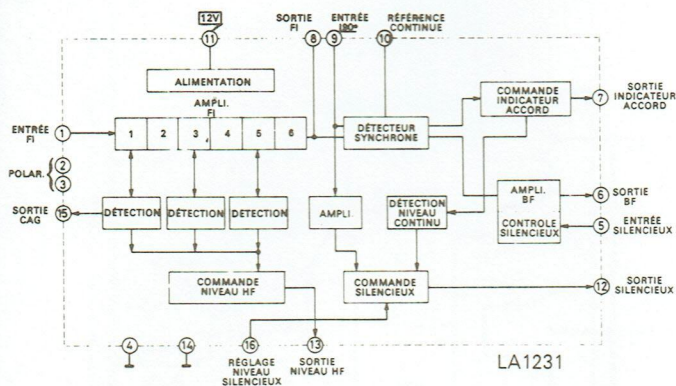 12V
11
SORTIE
FI
8
ENTRÉE
190°
9
RÉFÉRENCE
CONTINUE
10
ALIMENTATION
AMPLI.
FI
ENTRÉE
FI
1
1 2 3 4 5 6
DÉTECTEUR
SYNCHRONE
COMMANDE
INDICATEUR
ACCORD
7
SORTIE
INDICATEUR
ACCORD
POLAR.
2
3
SORTIE
CAG
15
DÉTECTION
DÉTECTION
DETECTION
AMPLI.
DÉTECTION
NIVEAU
CONTINU
AMPLI.
BF
CONTROLE
SILENCIEUX
6
SORTIE
BF
5
ENTRÉE
SILENCIEUX
COMMANDE
NIVEAU HF
COMMANDE
SILENCIEUX
12
SORTIE
SILENCIEUX
4
14
16
RÉGLAGE
NIVEAU
SILENCIEUX
13
SORTIE
NIVEAU HF
LA1231